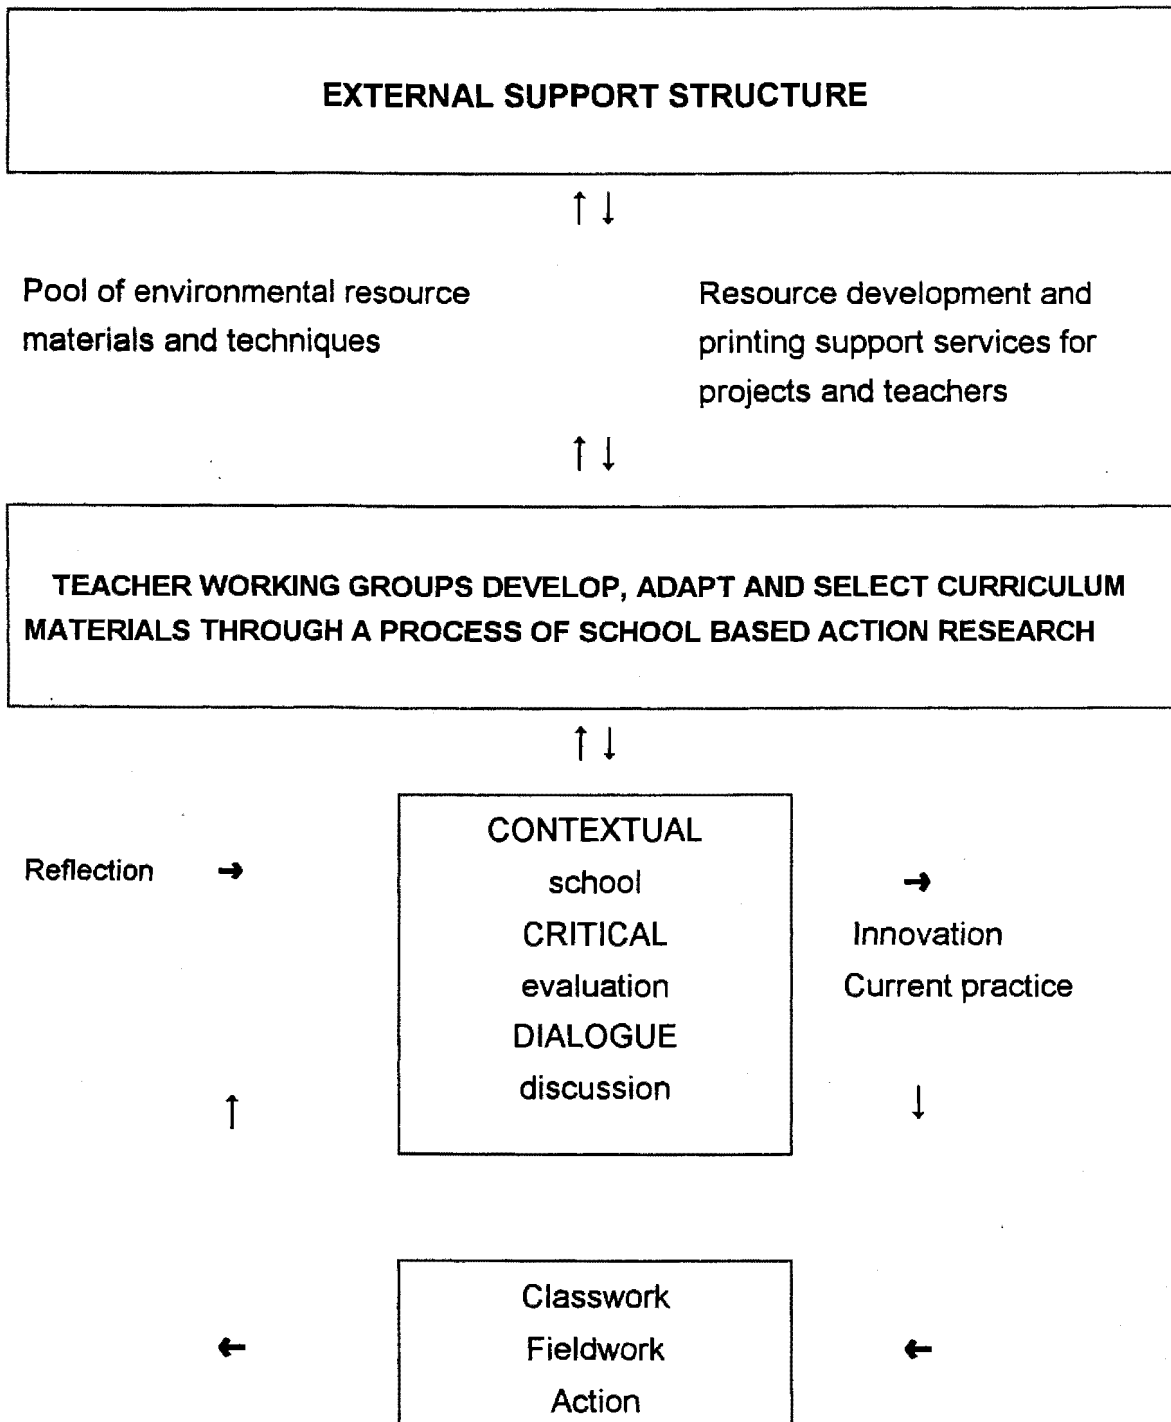 EXTERNAL SUPPORT STRUCTURE
↑ ↓
Pool of environmental resource
materials and techniques
Resource development and
printing support services for
projects and teachers
↑ ↓
TEACHER WORKING GROUPS DEVELOP, ADAPT AND SELECT CURRICULUM
MATERIALS THROUGH A PROCESS OF SCHOOL BASED ACTION RESEARCH
↑ ↓
Reflection →
CONTEXTUAL
school
CRITICAL
evaluation
DIALOGUE
discussion
→
Innovation
Current practice
↑
↓
Classwork
← Fieldwork ←
Action